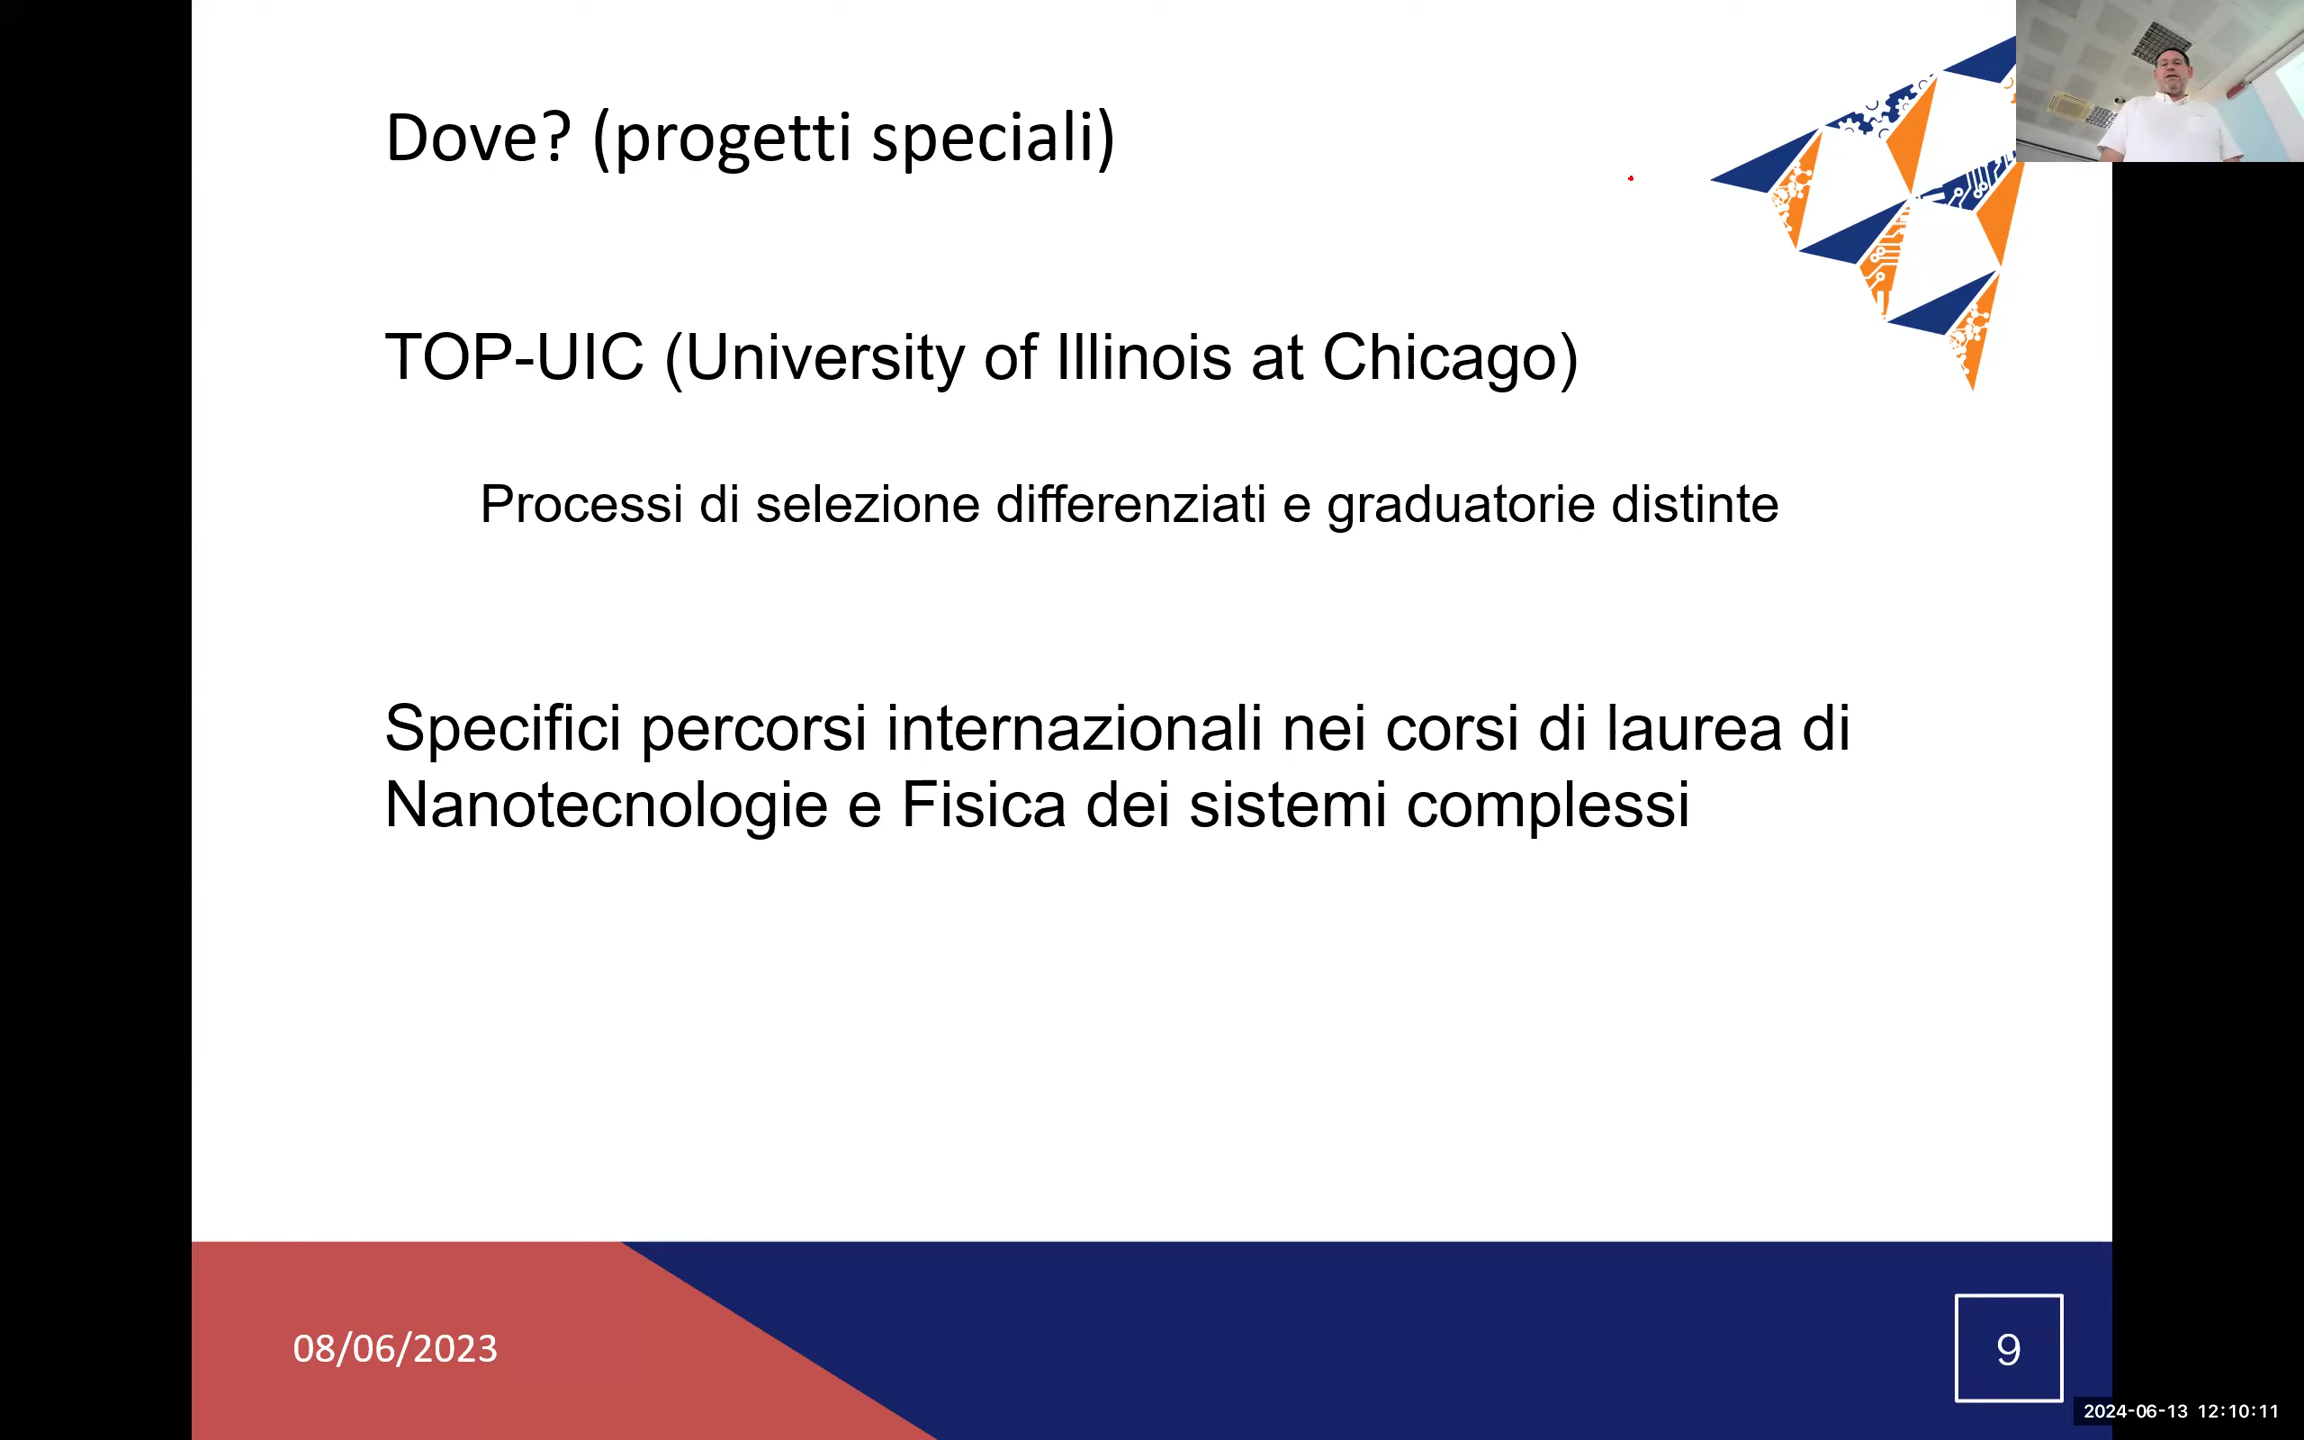 Dove? (progetti speciali)
TOP-UIC (University of Illinois at Chicago)
Processi di selezione differenziati e graduatorie distinte
Specifici percorsi internazionali nei corsi di laurea di
Nanotecnologie e Fisica dei sistemi complessi
08/06/2023
9
2024-06-13 12:10:11